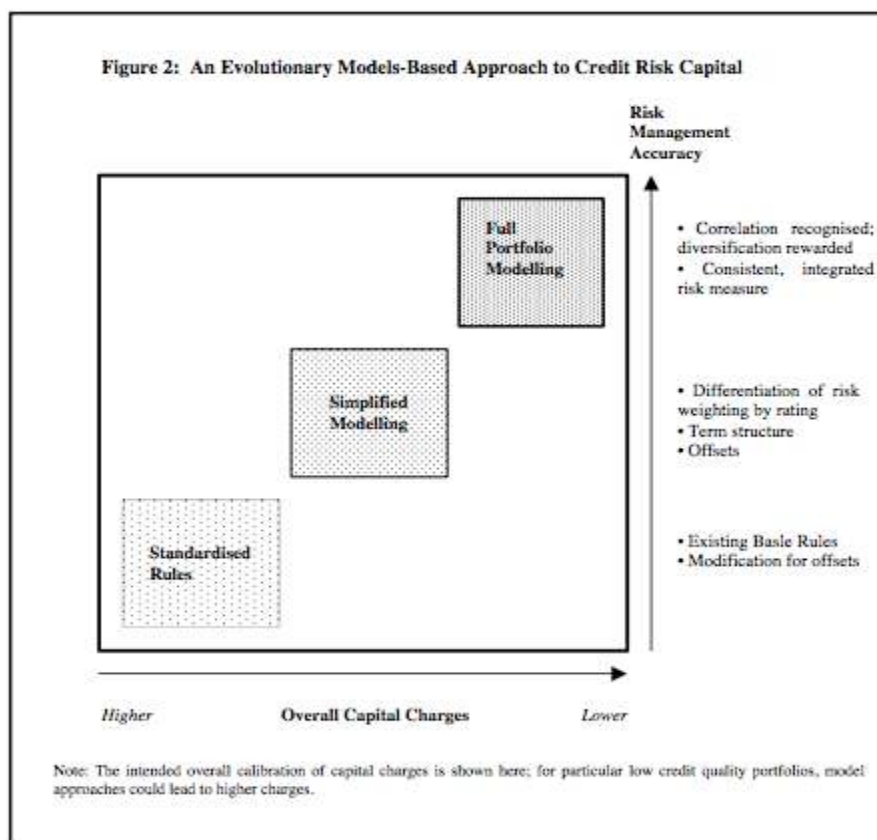 Figure 2: An Evolutionary Models-Based Approach to Credit Risk Capital
Risk
Management
Accuracy
Full
Portfolio
Modelling
• Correlation recognised;
diversification rewarded
• Consistent, integrated
risk measure
Simplified
Modelling
• Differentiation of risk
weighting by rating
• Term structure
• Offsets
Standardised
Rules
• Existing Basle Rules
• Modification for offsets
Higher
Overall Capital Charges
Lower
Note: The intended overall calibration of capital charges is shown here; for particular low credit quality portfolios, model
approaches could lead to higher charges.